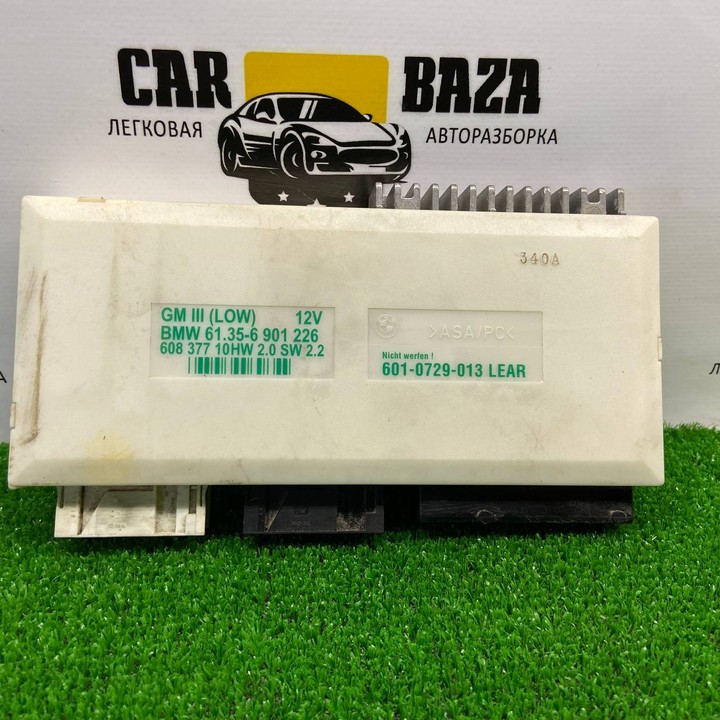 CAR BAZA
ЛЕГКОВАЯ АВТОРАЗБОРКА
340A
GM III (LOW) 12V
BMW 61.35-6 901 226
608 377 10HW 2.0 SW 2.2
>ASA/PC<
Nicht werfen !
601-0729-013 LEAR